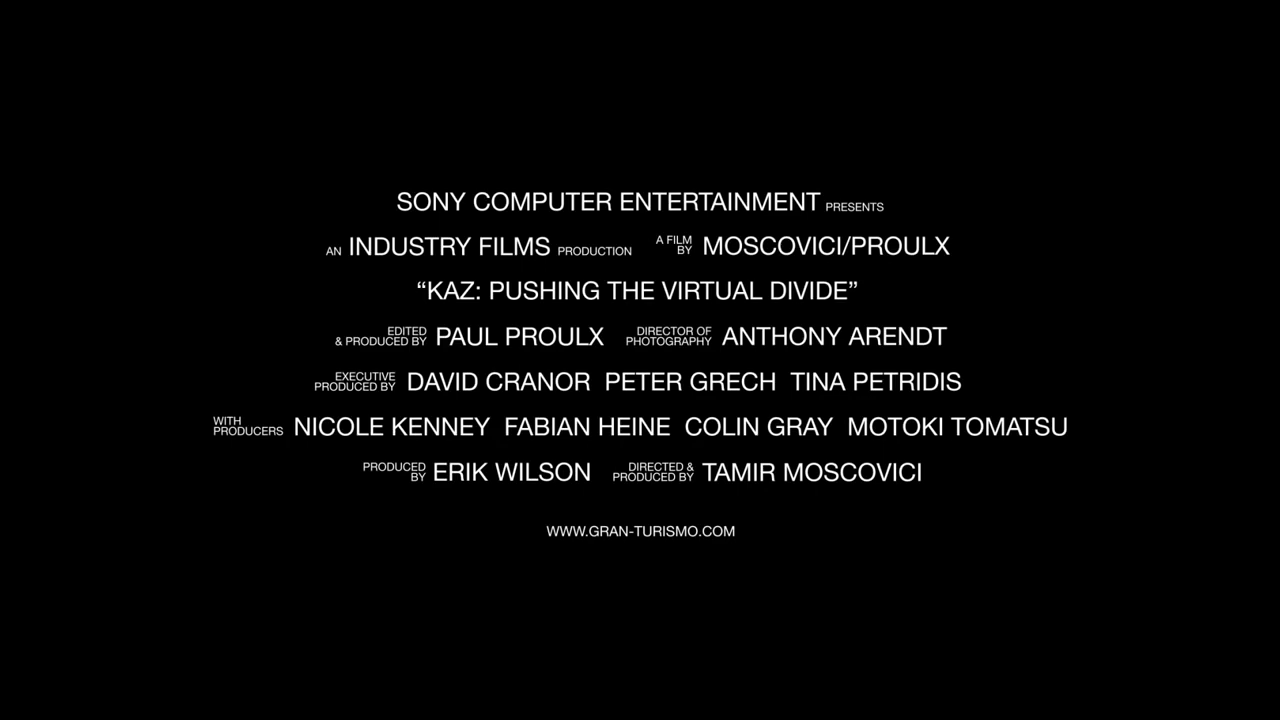 SONY COMPUTER ENTERTAINMENT PRESENTS
AN INDUSTRY FILMS PRODUCTION A FILM BY MOSCOVICI/PROULX
“KAZ: PUSHING THE VIRTUAL DIVIDE”
EDITED & PRODUCED BY PAUL PROULX DIRECTOR OF PHOTOGRAPHY ANTHONY ARENDT
EXECUTIVE PRODUCED BY DAVID CRANOR PETER GRECH TINA PETRIDIS
WITH PRODUCERS NICOLE KENNEY FABIAN HEINE COLIN GRAY MOTOKI TOMATSU
PRODUCED BY ERIK WILSON DIRECTED & PRODUCED BY TAMIR MOSCOVICI
WWW.GRAN-TURISMO.COM